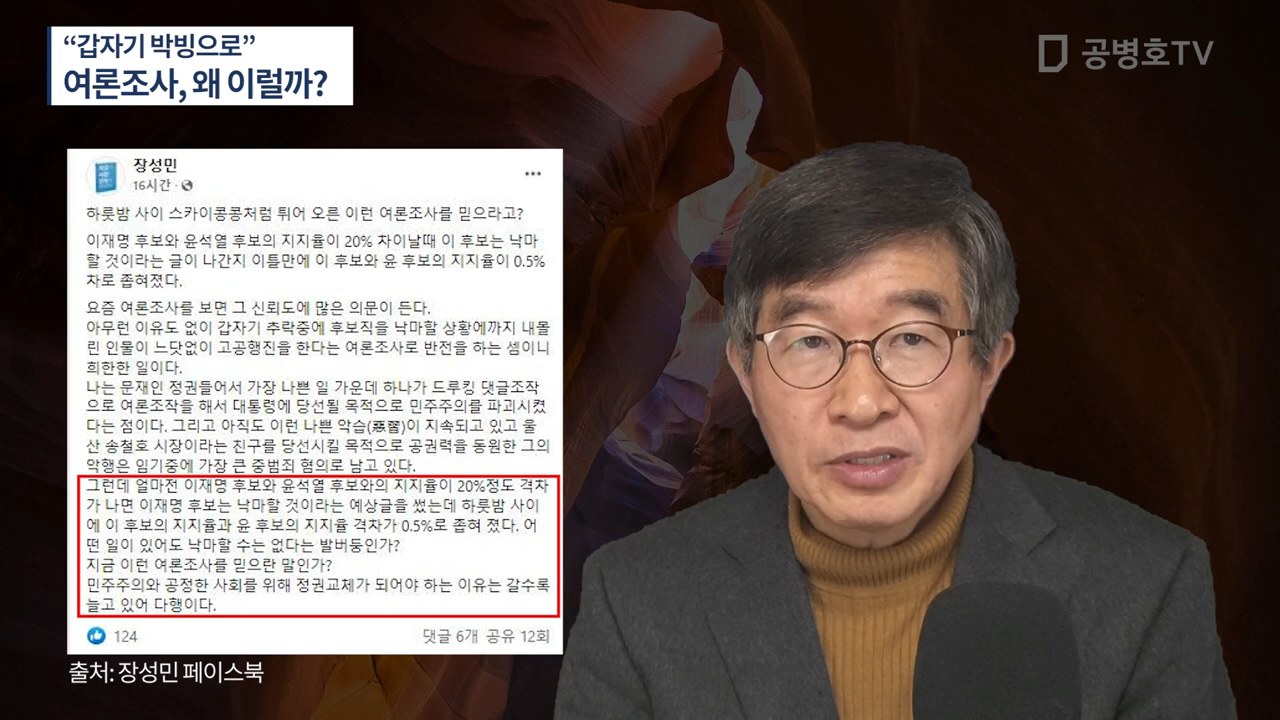 “갑자기 박빙으로”
여론조사, 왜 이럴까?
공병호TV
장성민
16시간 ·
하룻밤 사이 스카이콩콩처럼 튀어 오른 이런 여론조사를 믿으라고?
이재명 후보와 윤석열 후보의 지지율이 20% 차이날때 이 후보는 낙마
할 것이라는 글이 나간지 이틀만에 이 후보와 윤 후보의 지지율이 0.5%
차로 좁혀졌다.
요즘 여론조사를 보면 그 신뢰도에 많은 의문이 든다.
아무런 이유도 없이 갑자기 추락중에 후보직을 낙마할 상황에까지 내몰
린 인물이 느닷없이 고공행진을 한다는 여론조사로 반전을 하는 셈이니
희한한 일이다.
나는 문재인 정권들어서 가장 나쁜 일 가운데 하나가 드루킹 댓글조작
으로 여론조작을 해서 대통령에 당선될 목적으로 민주주의를 파괴시켰
다는 점이다. 그리고 아직도 이런 나쁜 악습(惡習)이 지속되고 있고 울
산 송철호 시장이라는 친구를 당선시킬 목적으로 공권력을 동원한 그의
악행은 임기중에 가장 큰 중범죄 혐의로 남고 있다.
그런데 얼마전 이재명 후보와 윤석열 후보와의 지지율이 20%정도 격차
가 나면 이재명 후보는 낙마할 것이라는 예상글을 썼는데 하룻밤 사이
에 이 후보의 지지율과 윤 후보의 지지율 격차가 0.5%로 좁혀 졌다. 어
떤 일이 있어도 낙마할 수는 없다는 발버둥인가?
지금 이런 여론조사를 믿으란 말인가?
민주주의와 공정한 사회를 위해 정권교체가 되어야 하는 이유는 갈수록
늘고 있어 다행이다.
124
댓글 6개 공유 12회
출처: 장성민 페이스북